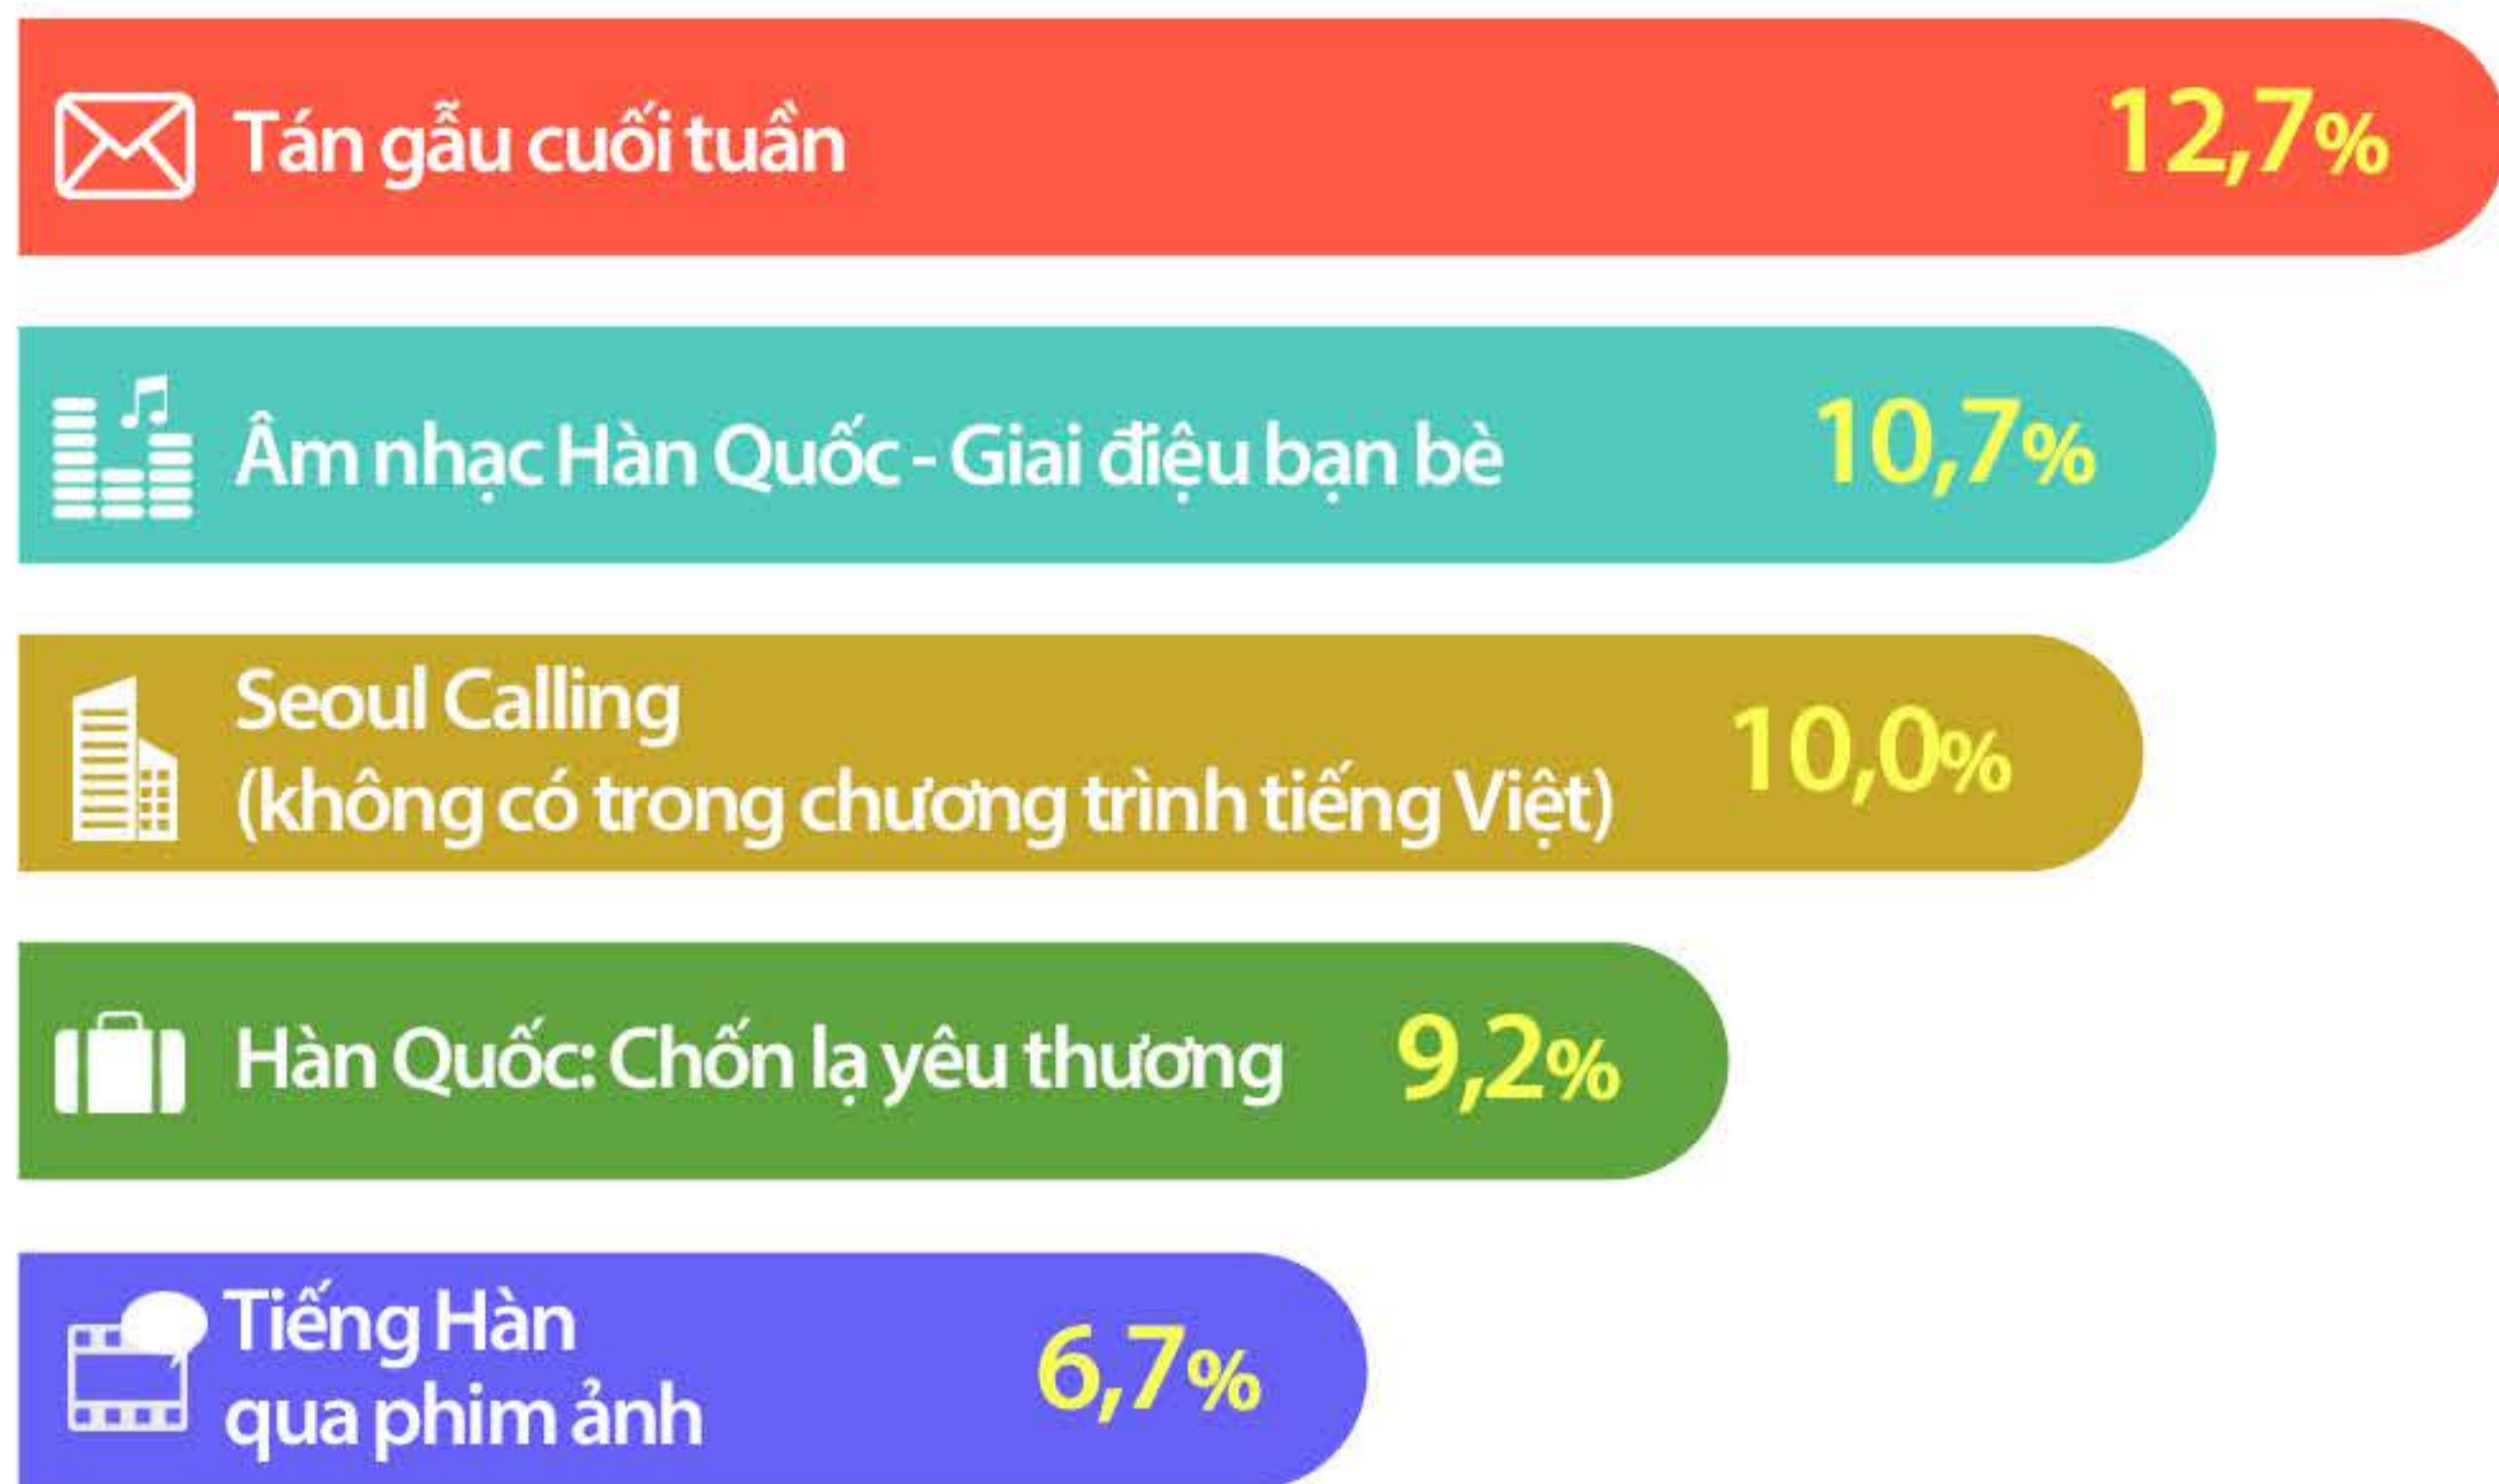 Tán gẫu cuối tuần 12,7%
Âm nhạc Hàn Quốc - Giai điệu bạn bè 10,7%
Seoul Calling
(không có trong chương trình tiếng Việt) 10,0%
Hàn Quốc: Chốn lạ yêu thương 9,2%
Tiếng Hàn
qua phim ảnh 6,7%